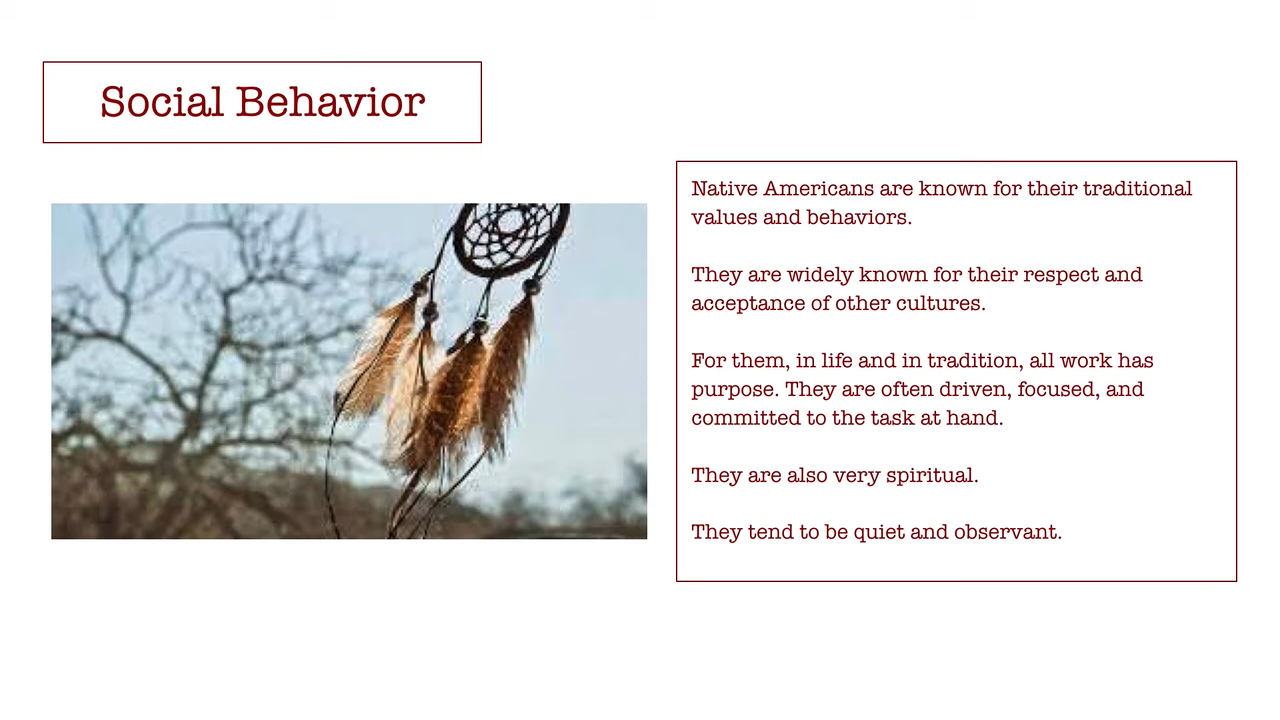 Social Behavior
Native Americans are known for their traditional
values and behaviors.
They are widely known for their respect and
acceptance of other cultures.
For them, in life and in tradition, all work has
purpose. They are often driven, focused, and
committed to the task at hand.
They are also very spiritual.
They tend to be quiet and observant.